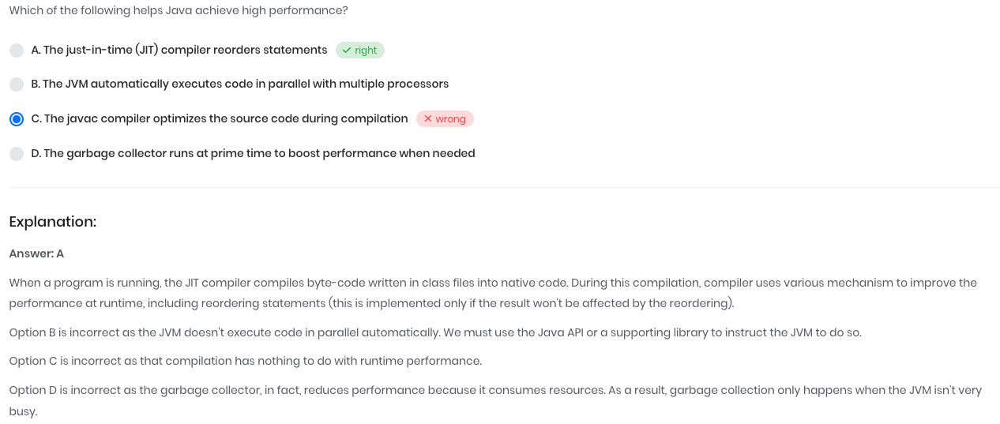 Which of the following helps Java achieve high performance?
A. The just-in-time (JIT) compiler reorders statements ✓ right
B. The JVM automatically executes code in parallel with multiple processors
C. The javac compiler optimizes the source code during compilation ✕ wrong
D. The garbage collector runs at prime time to boost performance when needed
Explanation:
Answer: A
When a program is running, the JIT compiler compiles byte-code written in class files into native code. During this compilation, compiler uses various mechanism to improve the
performance at runtime, including reordering statements (this is implemented only if the result won't be affected by the reordering).
Option B is incorrect as the JVM doesn't execute code in parallel automatically. We must use the Java API or a supporting library to instruct the JVM to do so.
Option C is incorrect as that compilation has nothing to do with runtime performance.
Option D is incorrect as the garbage collector, in fact, reduces performance because it consumes resources. As a result, garbage collection only happens when the JVM isn't very
busy.